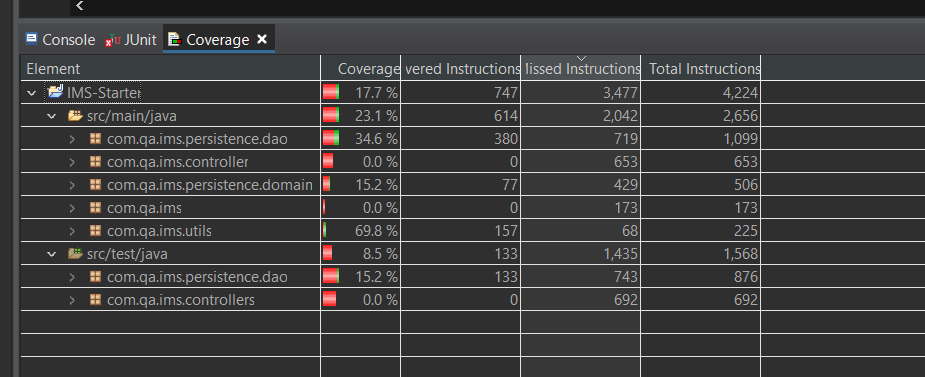 Console JUnit Coverage
Element Coverage vered Instructions lissed Instructions Total Instructions
IMS-Starter 17.7 % 747 3,477 4,224
src/main/java 23.1 % 614 2,042 2,656
com.qa.ims.persistence.dao 34.6 % 380 719 1,099
com.qa.ims.controller 0.0 % 0 653 653
com.qa.ims.persistence.domain 15.2 % 77 429 506
com.qa.ims 0.0 % 0 173 173
com.qa.ims.utils 69.8 % 157 68 225
src/test/java 8.5 % 133 1,435 1,568
com.qa.ims.persistence.dao 15.2 % 133 743 876
com.qa.ims.controllers 0.0 % 0 692 692